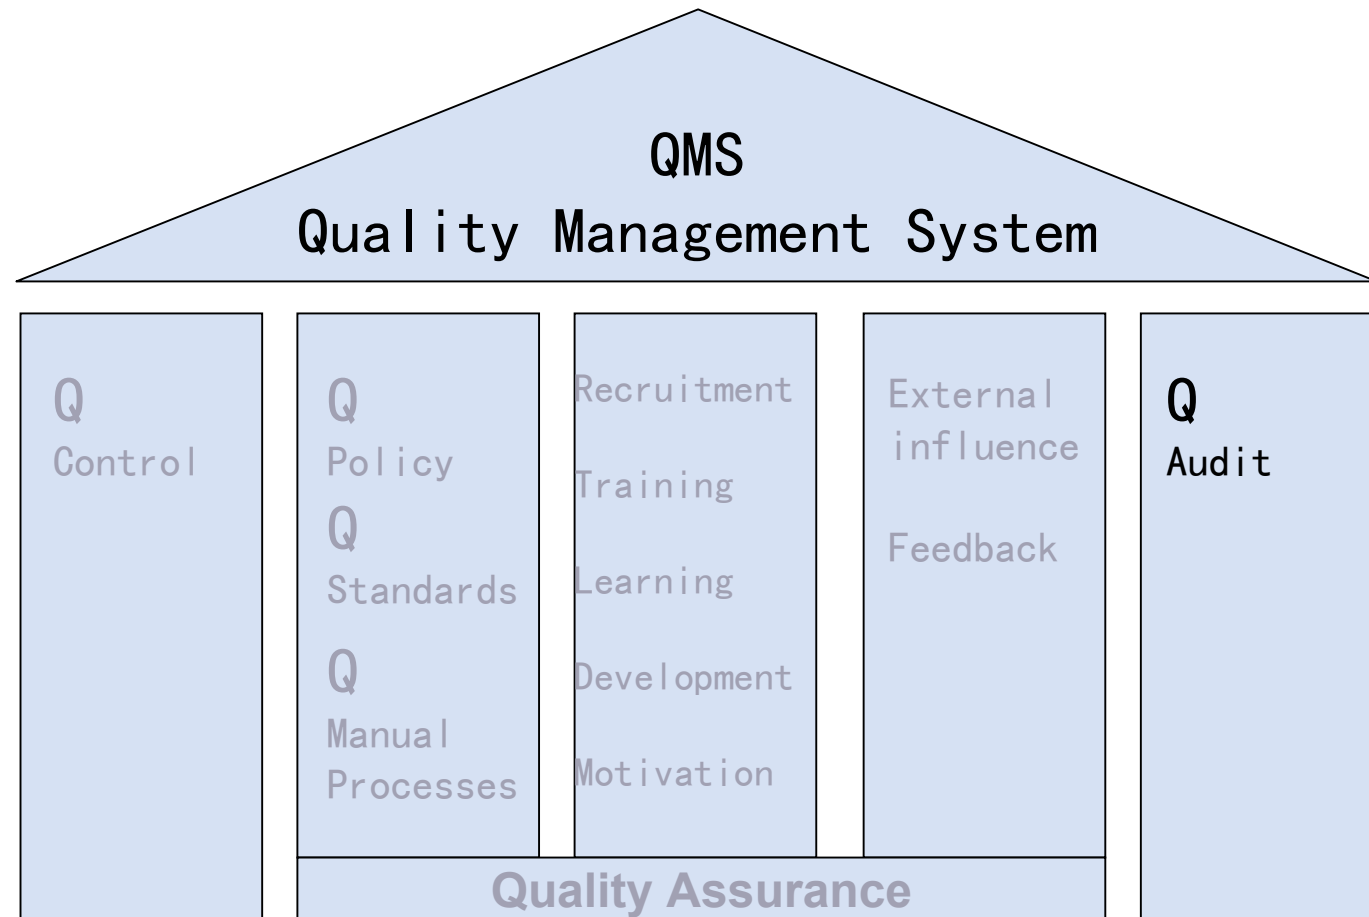 QMS
Quality Management System
Q
Control
Q
Policy
Q
Standards
Q
Manual
Processes
Recruitment
Training
Learning
Development
Motivation
External
influence
Feedback
Q
Audit
Quality Assurance